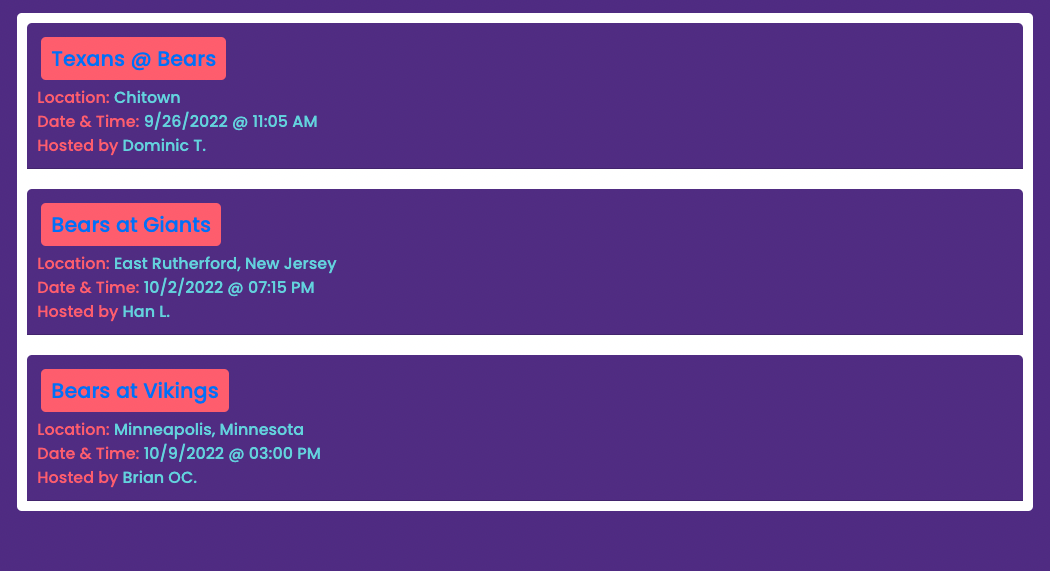 Texans @ Bears
Location: Chitown
Date & Time: 9/26/2022 @ 11:05 AM
Hosted by Dominic T.
Bears at Giants
Location: East Rutherford, New Jersey
Date & Time: 10/2/2022 @ 07:15 PM
Hosted by Han L.
Bears at Vikings
Location: Minneapolis, Minnesota
Date & Time: 10/9/2022 @ 03:00 PM
Hosted by Brian OC.